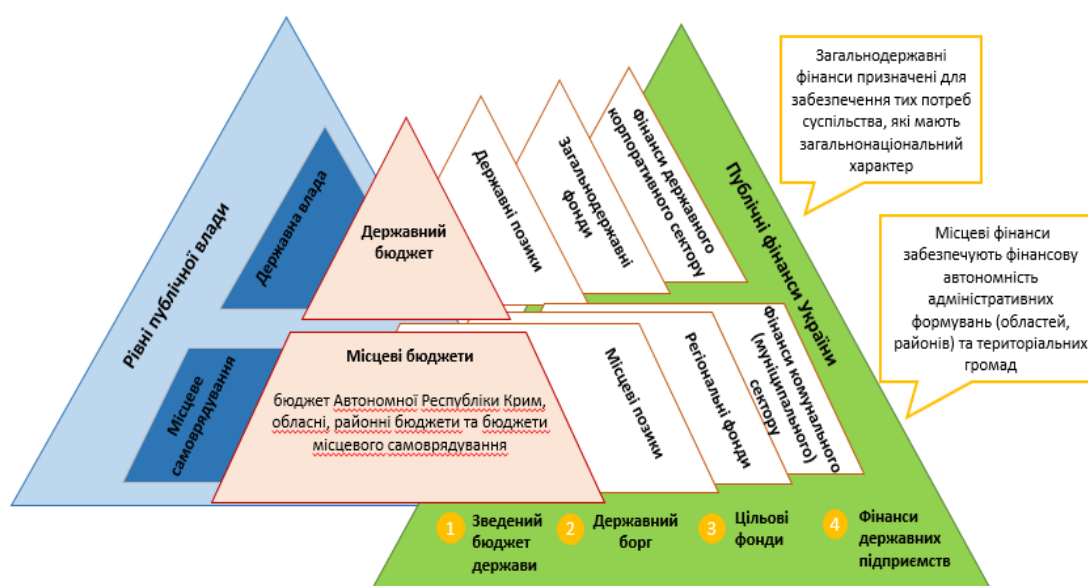 Рівні публічної влади
Державна влада
Місцеве
самоврядування
Державний
бюджет
Державні позики
Загальнодержавні
фонди
Фінанси державного
корпоративного сектору
Місцеві бюджети
бюджет Автономної Республіки Крим,
обласні, районні бюджети та бюджети
місцевого самоврядування
Місцеві позики
Регіональні фонди
Фінанси комунального
(муніципального)
сектору
Публічні фінанси України
1 Зведений
бюджет
держави
2 Державний
борг
3 Цільові
фонди
4 Фінанси
державних
підприємств
Загальнодержавні
фінанси призначені для
забезпечення тих потреб
суспільства, які мають
загальнонаціональний
характер
Місцеві фінанси
забезпечують фінансову
автономність
адміністративних
формувань (областей,
районів) та територіальних
громад